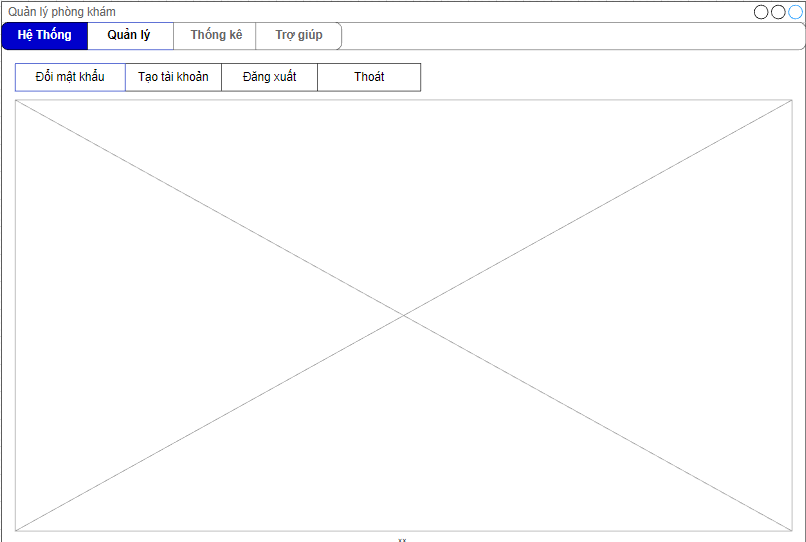 Quản lý phòng khám
Hệ Thống Quản lý Thống kê Trợ giúp
Đổi mật khẩu Tạo tài khoản Đăng xuất Thoát